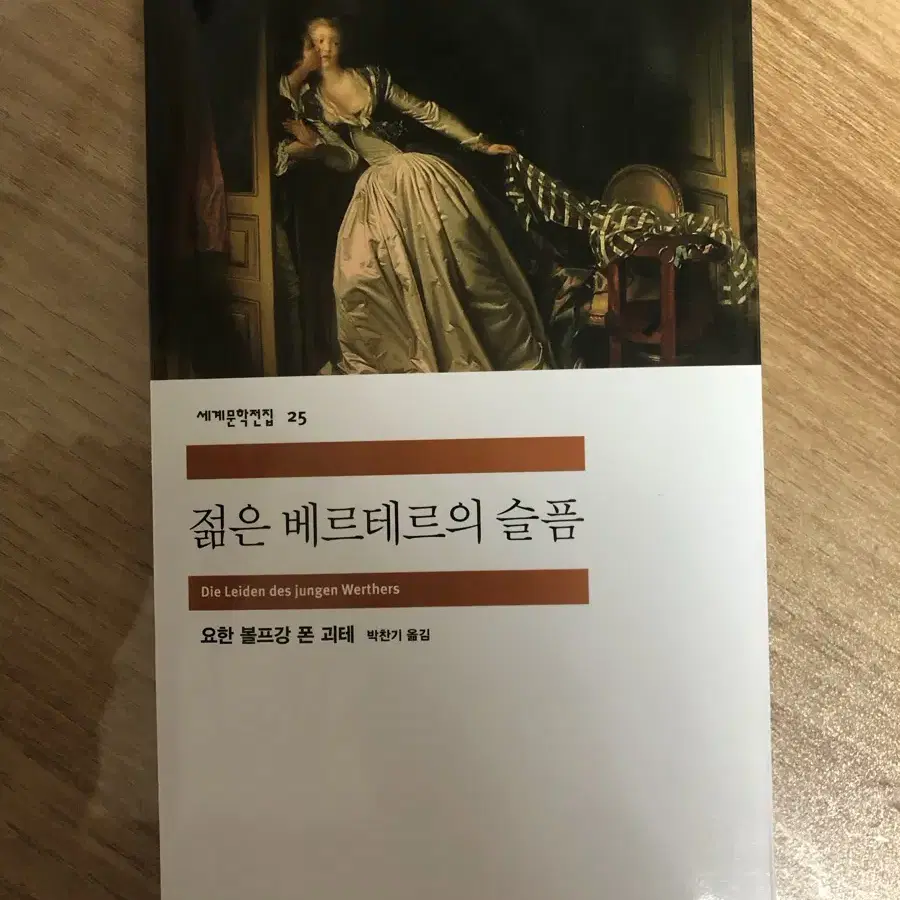 세계문학전집 25
젊은 베르테르의 슬픔
Die Leiden des jungen Werthers
요한 볼프강 폰 괴테 박찬기 옮김